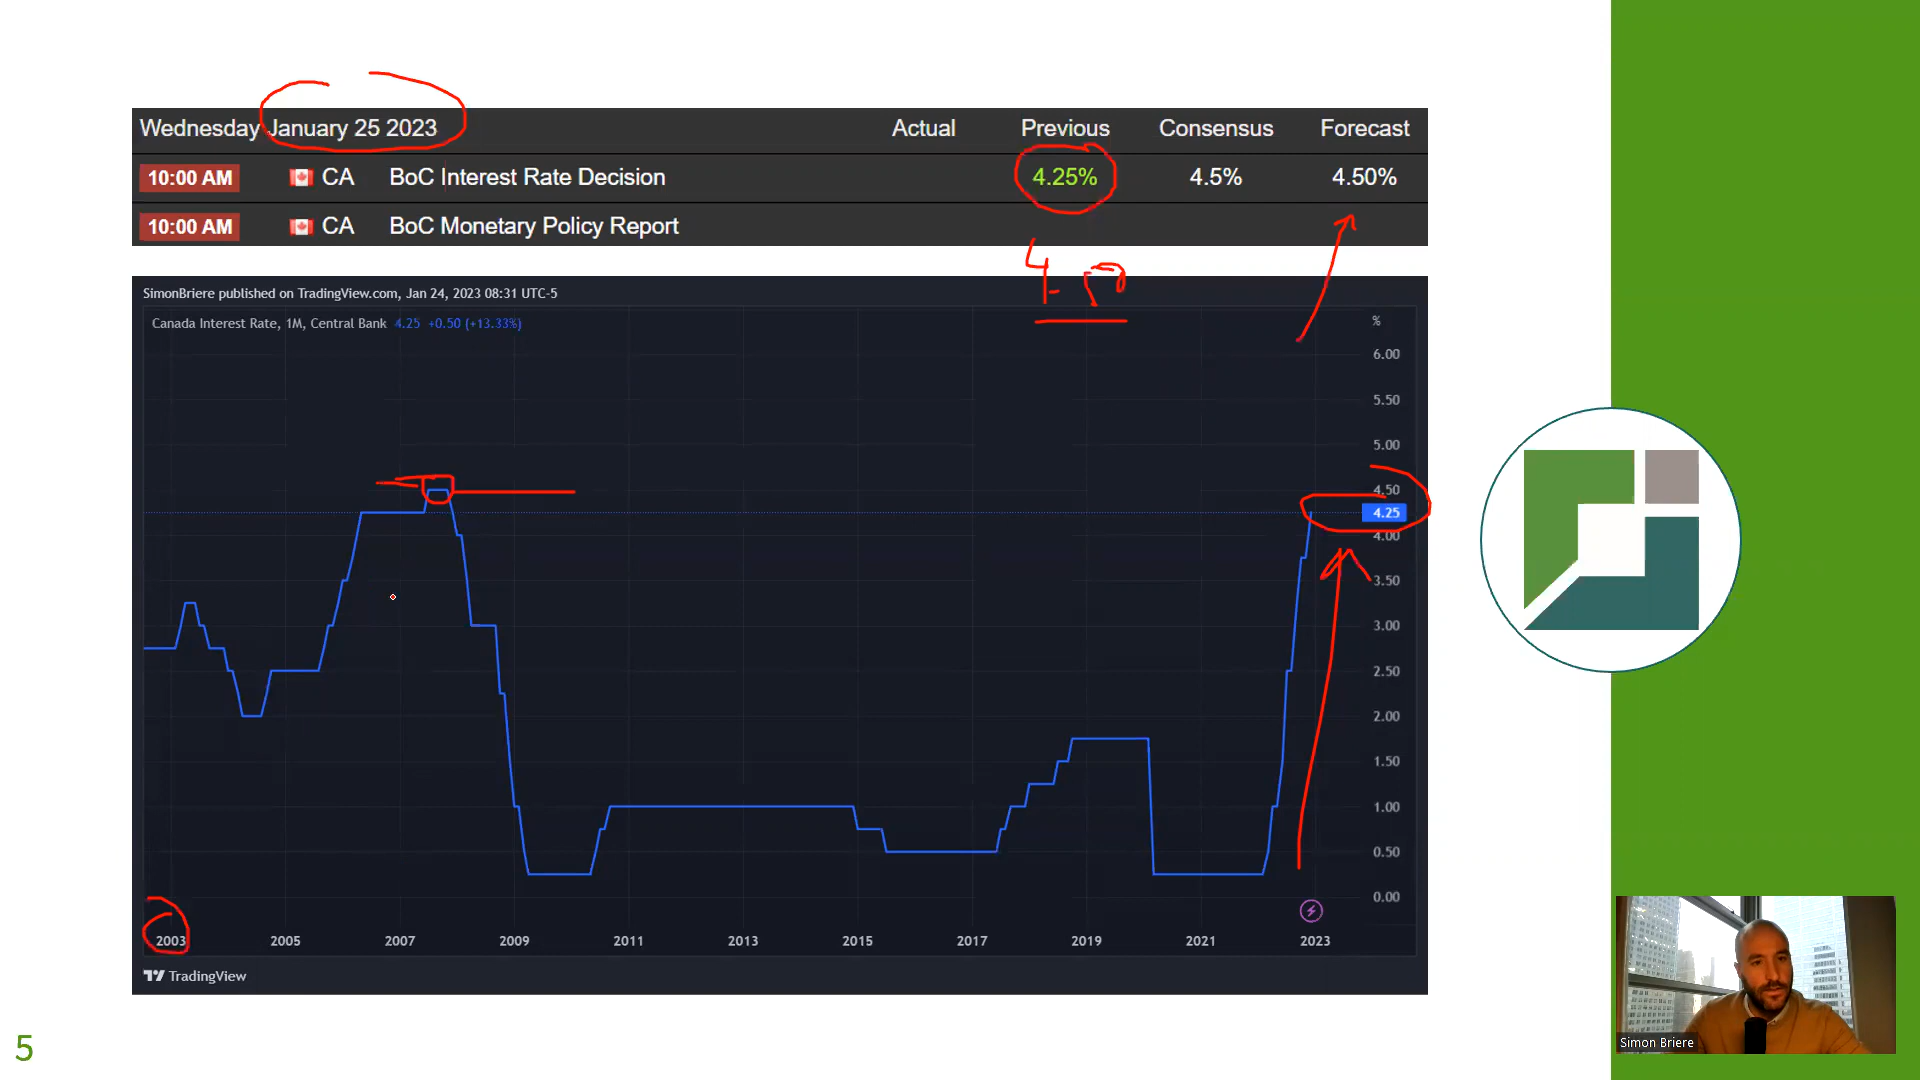 Wednesday January 25 2023 Actual Previous Consensus Forecast
10:00 AM CA BoC Interest Rate Decision 4.25% 4.5% 4.50%
10:00 AM CA BoC Monetary Policy Report
4.50
SimonBriere published on TradingView.com, Jan 24, 2023 08:31 UTC-5
Canada Interest Rate, 1M, Central Bank 4.25 +0.50 (+13.33%)
%
6.00
5.50
5.00
4.50
4.25
4.00
3.50
3.00
2.50
2.00
1.50
1.00
0.50
0.00
2003 2005 2007 2009 2011 2013 2015 2017 2019 2021 2023
TradingView
Simon Briere
5